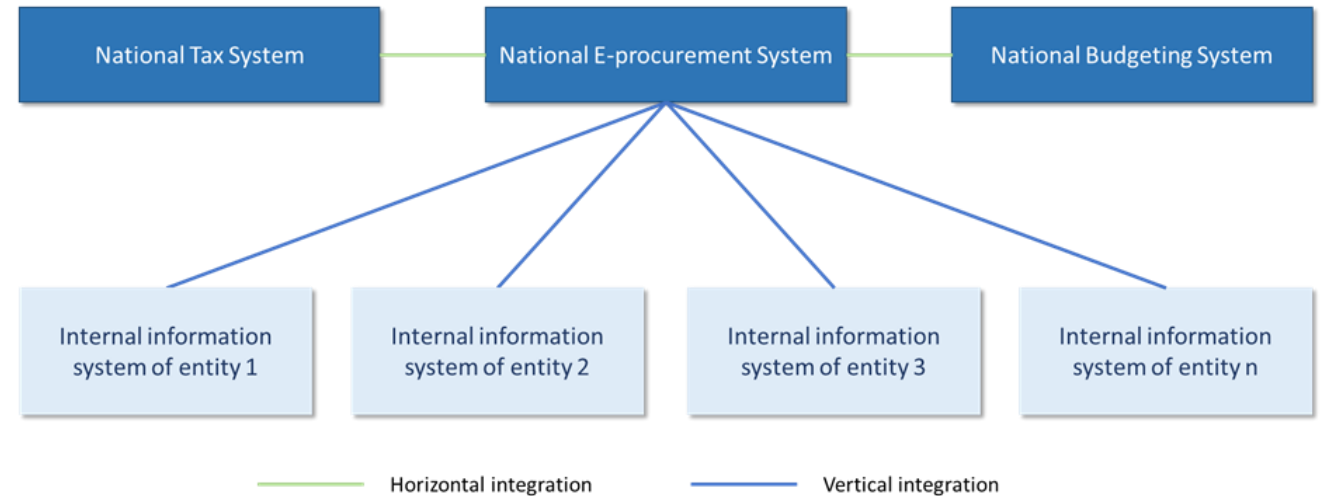 National Tax System
National E-procurement System
National Budgeting System
Internal information
system of entity 1
Internal information
system of entity 2
Internal information
system of entity 3
Internal information
system of entity n
Horizontal integration
Vertical integration